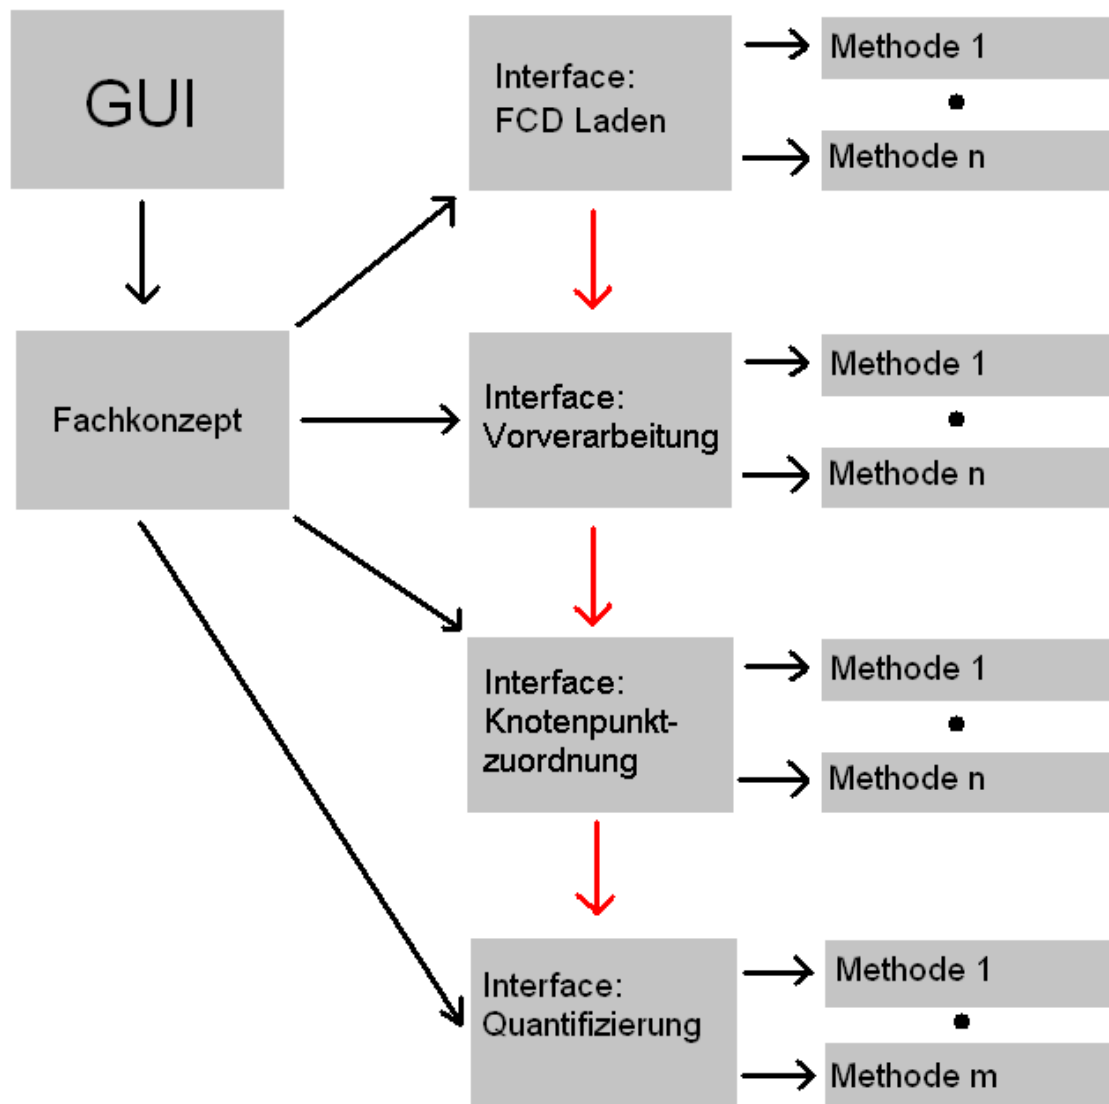 GUI
Fachkonzept
Interface:
FCD Laden
Methode 1
Methode n
Interface:
Vorverarbeitung
Methode 1
Methode n
Interface:
Knotenpunkt-
zuordnung
Methode 1
Methode n
Interface:
Quantifizierung
Methode 1
Methode m